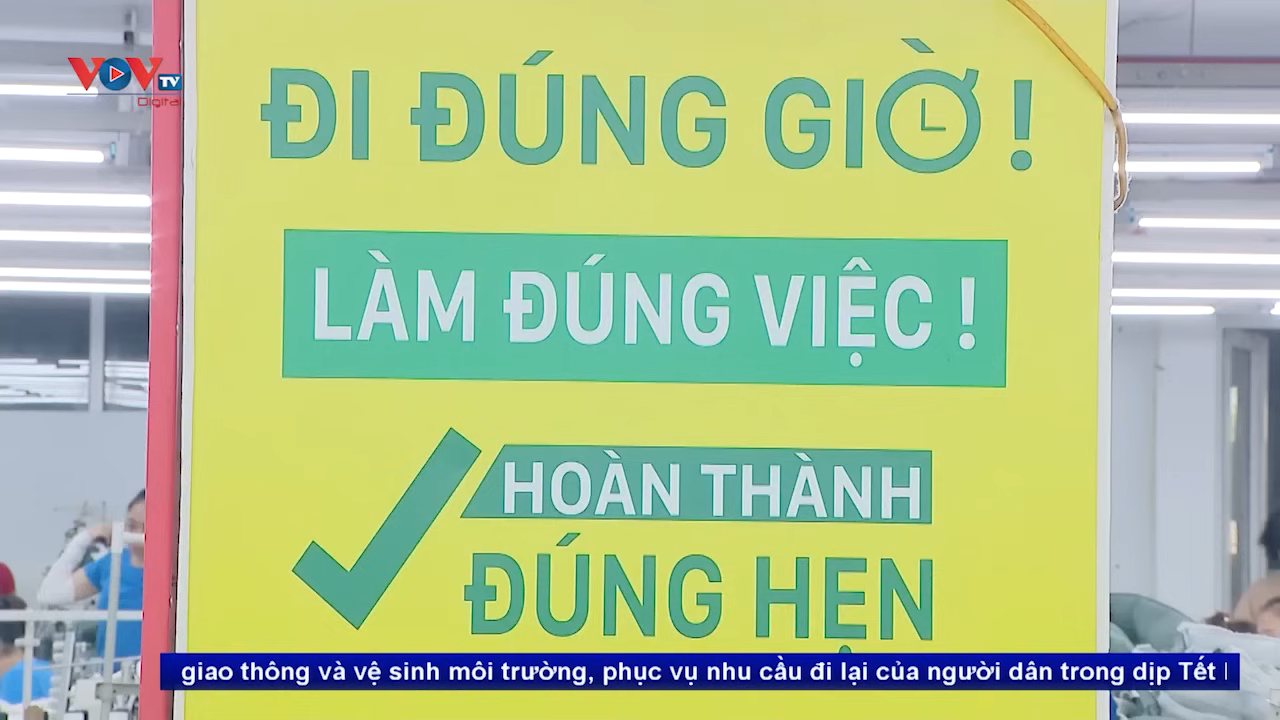 VOV TV
Digital
ĐI ĐÚNG GIỜ !
LÀM ĐÚNG VIỆC !
HOÀN THÀNH
ĐÚNG HẸN
giao thông và vệ sinh môi trường, phục vụ nhu cầu đi lại của người dân trong dịp Tết